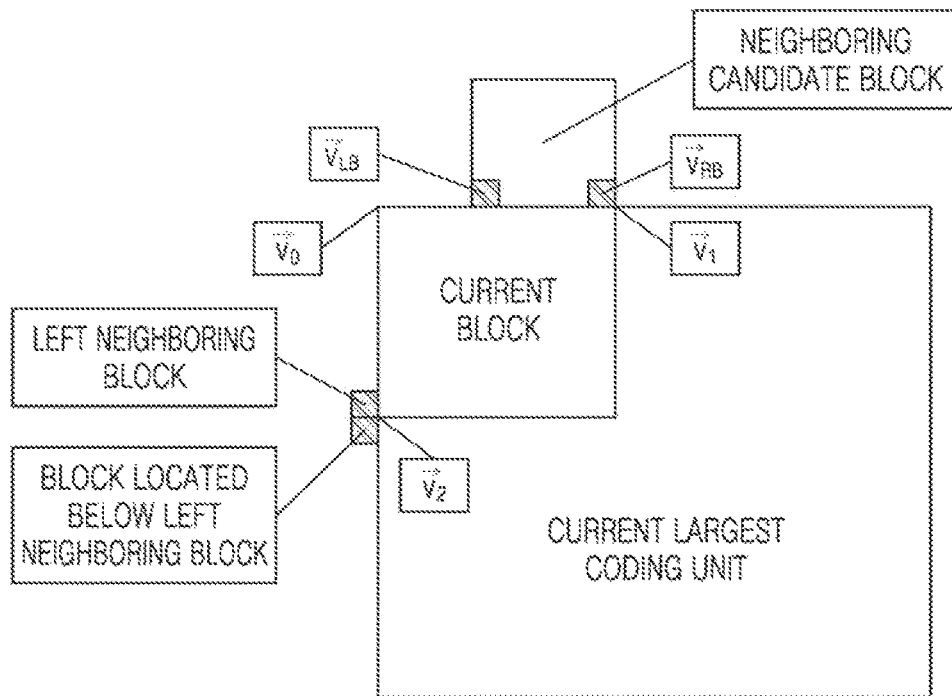 NEIGHBORING
CANDIDATE BLOCK
V⃗LB
V⃗RB
V⃗0
V⃗1
CURRENT
BLOCK
LEFT NEIGHBORING
BLOCK
BLOCK LOCATED
BELOW LEFT
NEIGHBORING BLOCK
V⃗2
CURRENT LARGEST
CODING UNIT